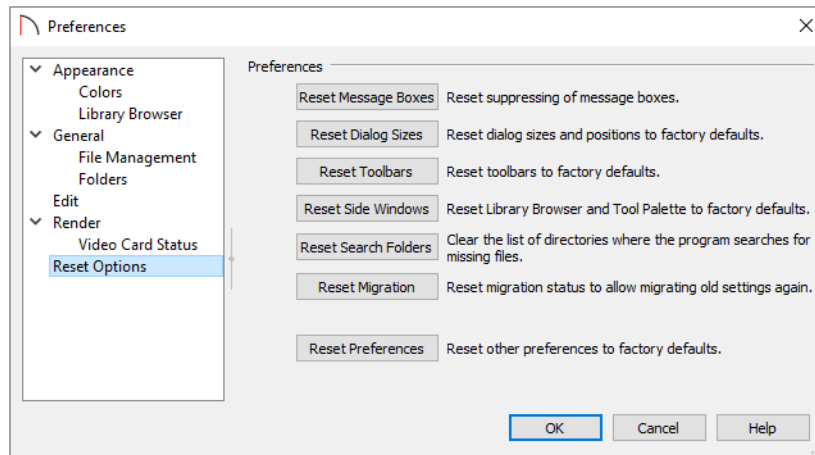 Preferences
Appearance
Colors
Library Browser
General
File Management
Folders
Edit
Render
Video Card Status
Reset Options
Preferences
Reset Message Boxes Reset suppressing of message boxes.
Reset Dialog Sizes Reset dialog sizes and positions to factory defaults.
Reset Toolbars Reset toolbars to factory defaults.
Reset Side Windows Reset Library Browser and Tool Palette to factory defaults.
Reset Search Folders Clear the list of directories where the program searches for
missing files.
Reset Migration Reset migration status to allow migrating old settings again.
Reset Preferences Reset other preferences to factory defaults.
OK Cancel Help